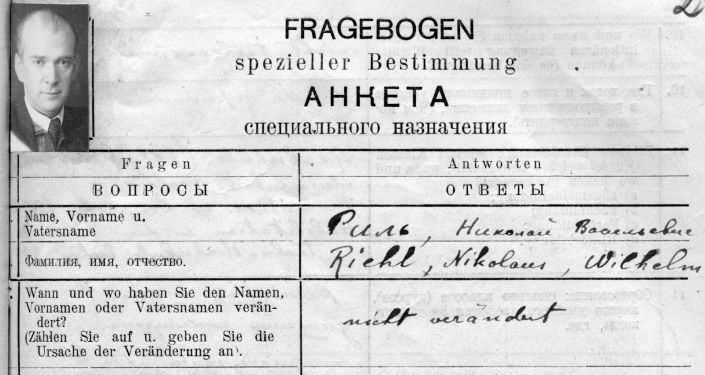 FRAGEBOGEN
spezieller Bestimmung
АНКЕТА
специального назначения
Fragen
Antworten
ВОПРОСЫ
ОТВЕТЫ
Name, Vorname u.
Vatersname
Риль, Николай Васильевич
Фамилия, имя, отчество.
Riehl, Nikolaus, Wilhelm
Wann und wo haben Sie den Namen,
Vornamen oder Vatersnamen verän-
dert?
nicht verändert
(Zählen Sie auf u. geben Sie die
Ursache der Veränderung an).